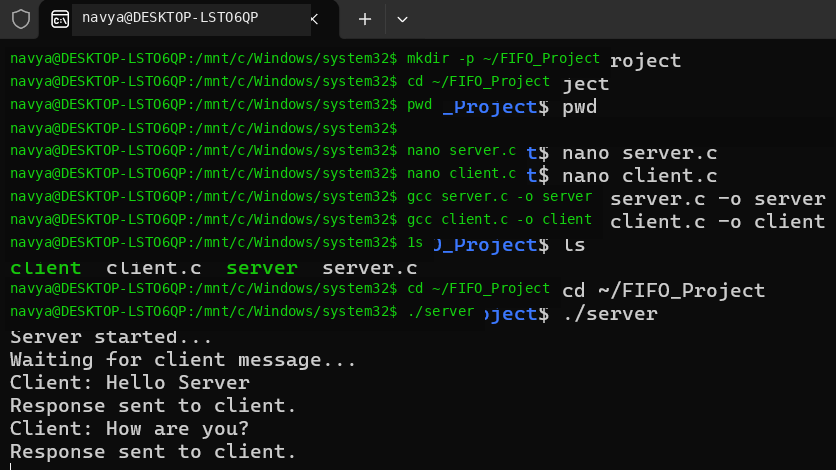 navya@DESKTOP-LSTO6QP
navya@DESKTOP-LSTO6QP:/mnt/c/Windows/system32$ mkdir -p ~/FIFO_Project roject
navya@DESKTOP-LSTO6QP:/mnt/c/Windows/system32$ cd ~/FIFO_Project ject
navya@DESKTOP-LSTO6QP:/mnt/c/Windows/system32$ pwd _Project$ pwd
navya@DESKTOP-LSTO6QP:/mnt/c/Windows/system32$
navya@DESKTOP-LSTO6QP:/mnt/c/Windows/system32$ nano server.c t$ nano server.c
navya@DESKTOP-LSTO6QP:/mnt/c/Windows/system32$ nano client.c t$ nano client.c
navya@DESKTOP-LSTO6QP:/mnt/c/Windows/system32$ gcc server.c -o server server.c -o server
navya@DESKTOP-LSTO6QP:/mnt/c/Windows/system32$ gcc client.c -o client client.c -o client
navya@DESKTOP-LSTO6QP:/mnt/c/Windows/system32$ 1s O_Project$ ls
client client.c server server.c
navya@DESKTOP-LSTO6QP:/mnt/c/Windows/system32$ cd ~/FIFO_Project cd ~/FIFO_Project
navya@DESKTOP-LSTO6QP:/mnt/c/Windows/system32$ ./server oject$ ./server
Server started...
Waiting for client message...
Client: Hello Server
Response sent to client.
Client: How are you?
Response sent to client.